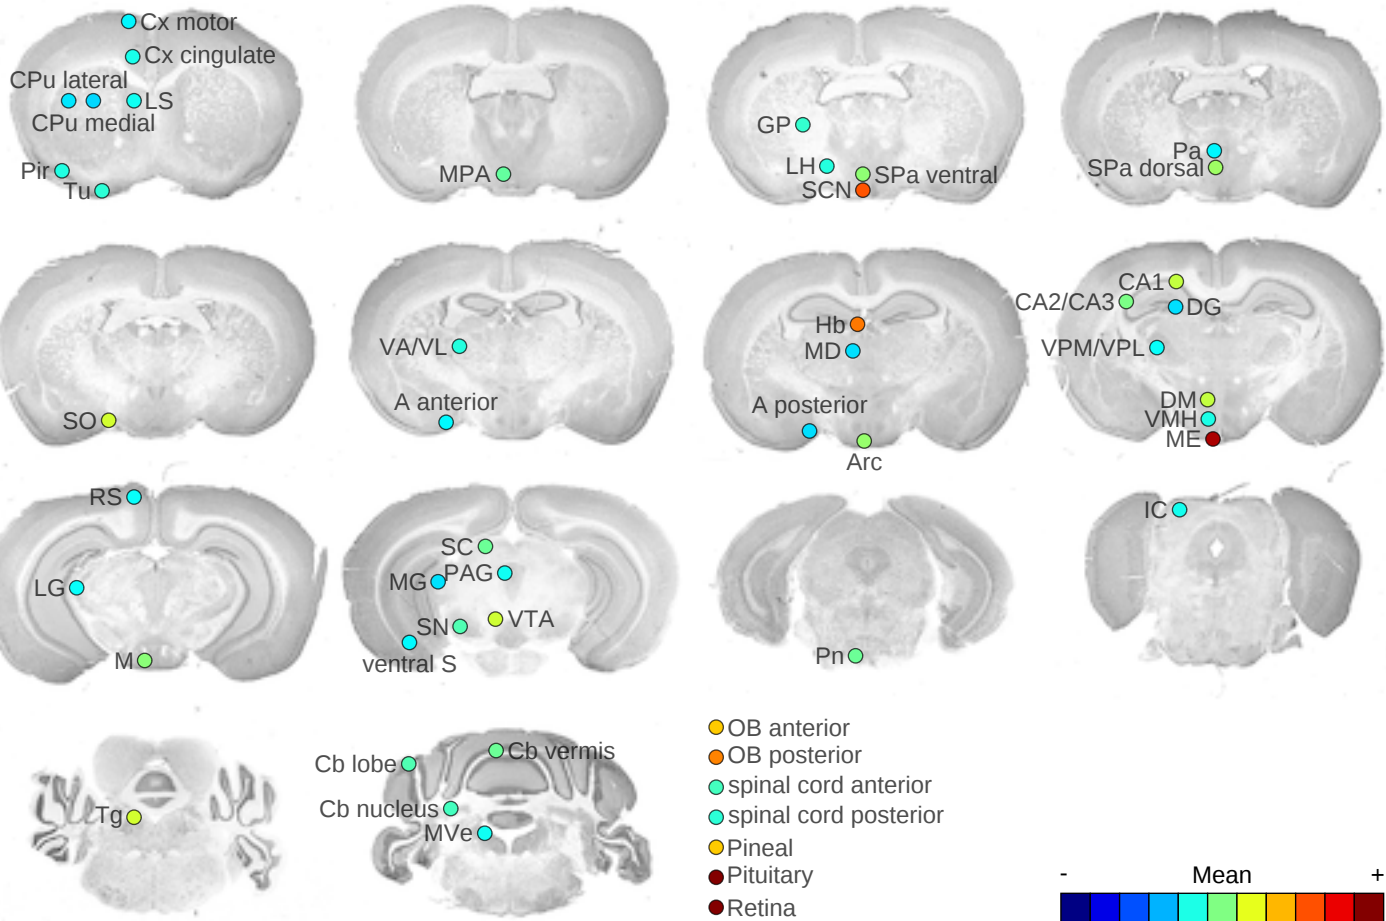 Cx motor
Cx cingulate
CPu lateral
LS
CPu medial
Pir
Tu
MPA
GP
LH
SPa ventral
SCN
Pa
SPa dorsal
SO
VA/VL
A anterior
Hb
MD
A posterior
Arc
CA1
CA2/CA3
DG
VPM/VPL
DM
VMH
ME
RS
LG
M
SC
MG
PAG
SN
VTA
ventral S
Pn
IC
Tg
Cb lobe
Cb vermis
Cb nucleus
MVe
OB anterior
OB posterior
spinal cord anterior
spinal cord posterior
Pineal
Pituitary
Retina
- Mean +